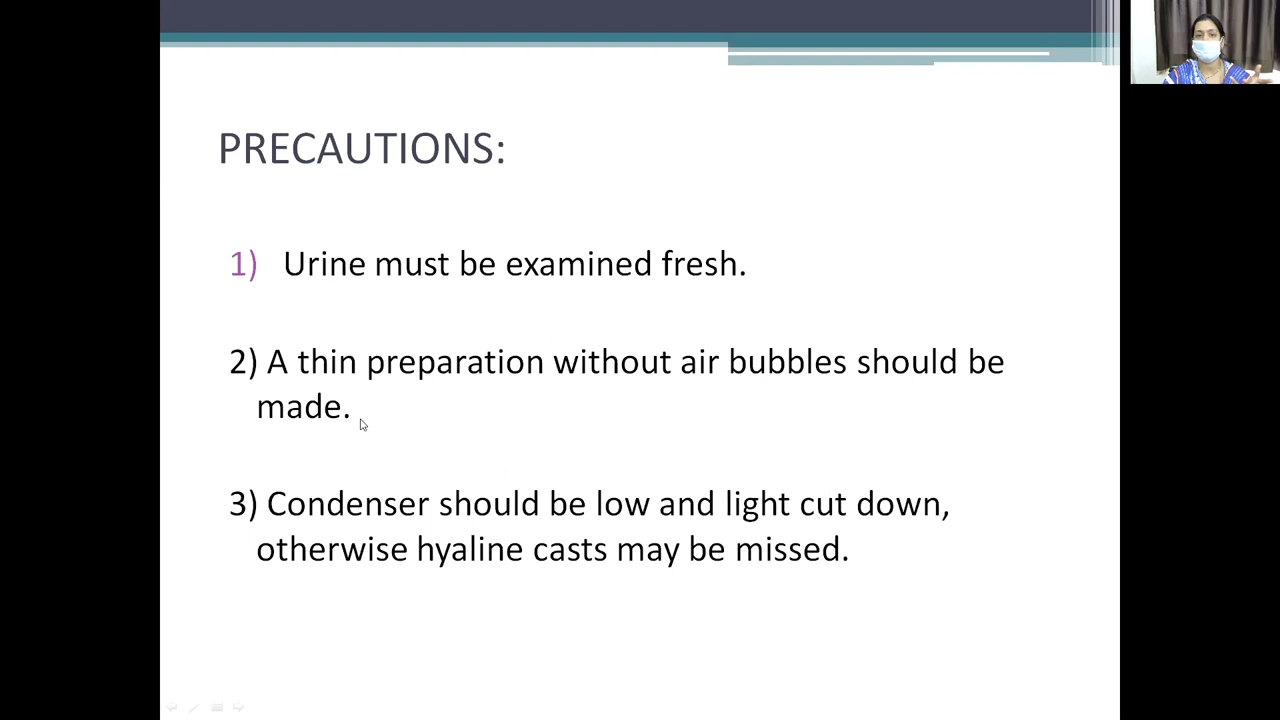 PRECAUTIONS:
1) Urine must be examined fresh.
2) A thin preparation without air bubbles should be
made.
3) Condenser should be low and light cut down,
otherwise hyaline casts may be missed.